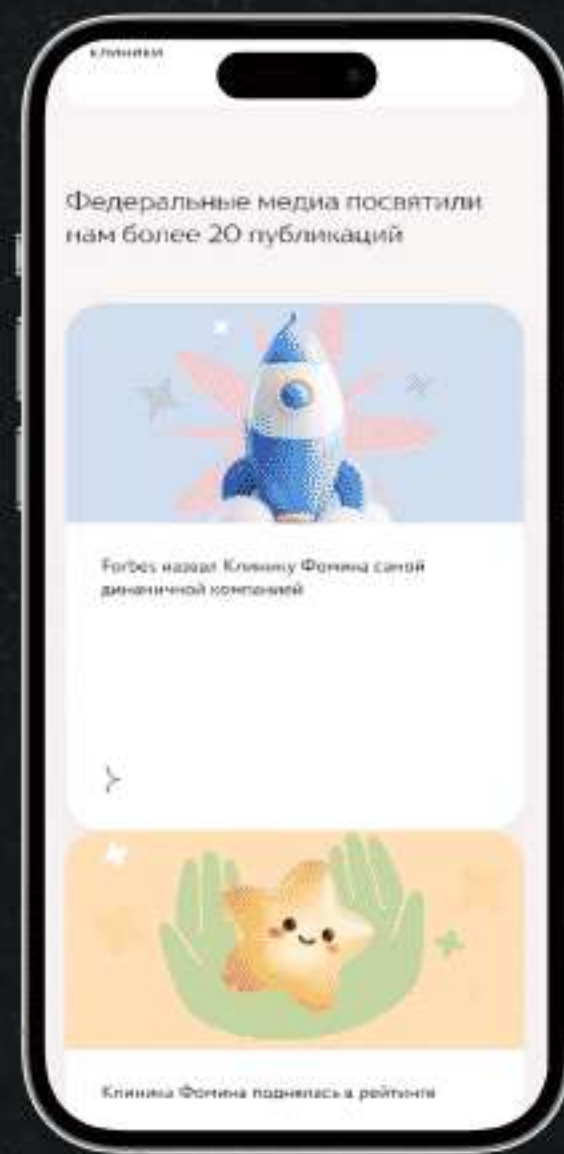 клиники
Федеральные медиа посвятили
нам более 20 публикаций
Forbes назвал Клинику Фомина самой
динамичной компанией
Клиника Фомина поднялась в рейтинге